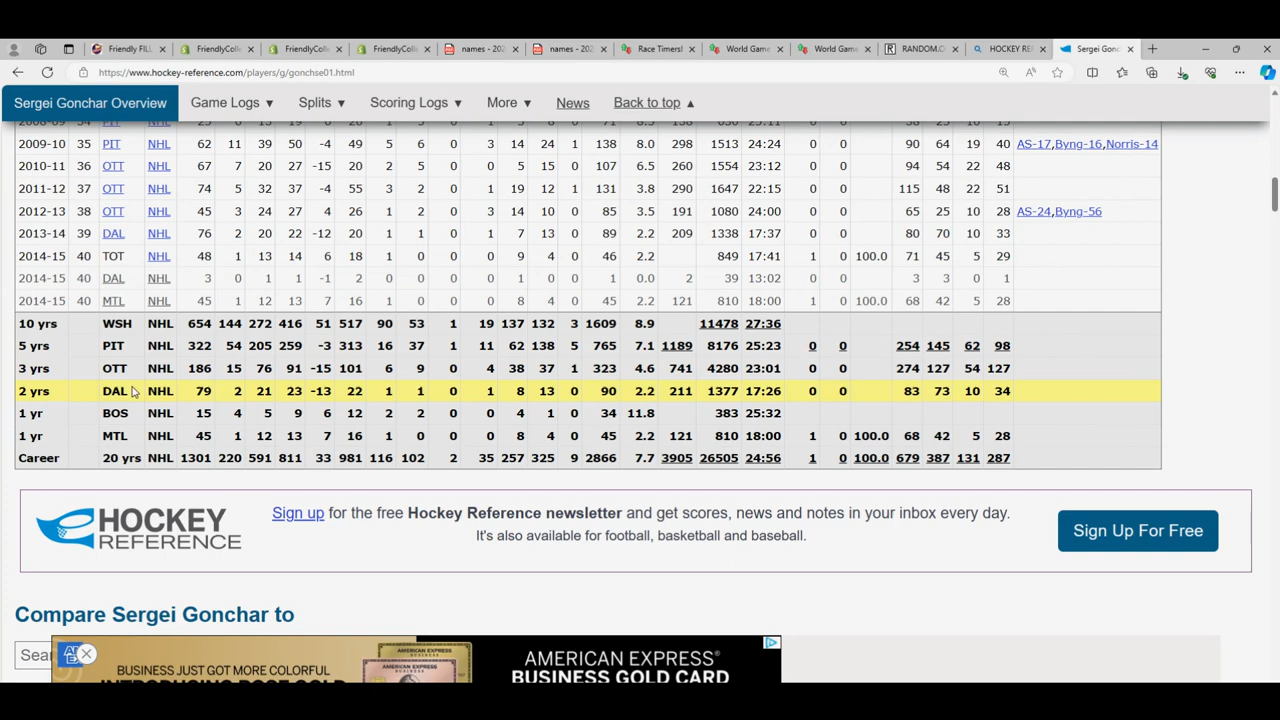 Friendly FILL FriendlyColle FriendlyColle FriendlyColle names - 202 names - 202 Race Timers! World Game World Game RANDOM.O HOCKEY REF Sergei Gonc
https://www.hockey-reference.com/players/g/gonchse01.html
Sergei Gonchar Overview Game Logs ▼ Splits ▼ Scoring Logs ▼ More ▼ News Back to top ▲
2009-10 35 PIT NHL 62 11 39 50 -4 49 5 6 0 3 14 24 1 138 8.0 298 1513 24:24 0 0 90 64 19 40 AS-17,Byng-16,Norris-14
2010-11 36 OTT NHL 67 7 20 27 -15 20 2 5 0 0 5 15 0 107 6.5 260 1554 23:12 0 0 94 54 22 48
2011-12 37 OTT NHL 74 5 32 37 -4 55 3 2 0 1 19 12 1 131 3.8 290 1647 22:15 0 0 115 48 22 51
2012-13 38 OTT NHL 45 3 24 27 4 26 1 2 0 3 14 10 0 85 3.5 191 1080 24:00 0 0 65 25 10 28 AS-24,Byng-56
2013-14 39 DAL NHL 76 2 20 22 -12 20 1 1 0 1 7 13 0 89 2.2 209 1338 17:37 0 0 80 70 10 33
2014-15 40 TOT NHL 48 1 13 14 6 18 1 0 0 0 9 4 0 46 2.2 849 17:41 1 0 100.0 71 45 5 29
2014-15 40 DAL NHL 3 0 1 1 -1 2 0 0 0 0 1 0 0 1 0.0 2 39 13:02 0 0 3 3 0 1
2014-15 40 MTL NHL 45 1 12 13 7 16 1 0 0 0 8 4 0 45 2.2 121 810 18:00 1 0 100.0 68 42 5 28
10 yrs WSH NHL 654 144 272 416 51 517 90 53 1 19 137 132 3 1609 8.9 11478 27:36
5 yrs PIT NHL 322 54 205 259 -3 313 16 37 1 11 62 138 5 765 7.1 1189 8176 25:23 0 0 254 145 62 98
3 yrs OTT NHL 186 15 76 91 -15 101 6 9 0 4 38 37 1 323 4.6 741 4280 23:01 0 0 274 127 54 127
2 yrs DAL NHL 79 2 21 23 -13 22 1 1 0 1 8 13 0 90 2.2 211 1377 17:26 0 0 83 73 10 34
1 yr BOS NHL 15 4 5 9 6 12 2 2 0 0 4 1 0 34 11.8 383 25:32
1 yr MTL NHL 45 1 12 13 7 16 1 0 0 0 8 4 0 45 2.2 121 810 18:00 1 0 100.0 68 42 5 28
Career 20 yrs NHL 1301 220 591 811 33 981 116 102 2 35 257 325 9 2866 7.7 3905 26505 24:56 1 0 100.0 679 387 131 287
HOCKEY REFERENCE
Sign up for the free Hockey Reference newsletter and get scores, news and notes in your inbox every day.
It's also available for football, basketball and baseball.
Sign Up For Free
Compare Sergei Gonchar to
Sear
BUSINESS JUST GOT MORE COLORFUL
AMERICAN EXPRESS®
BUSINESS GOLD CARD